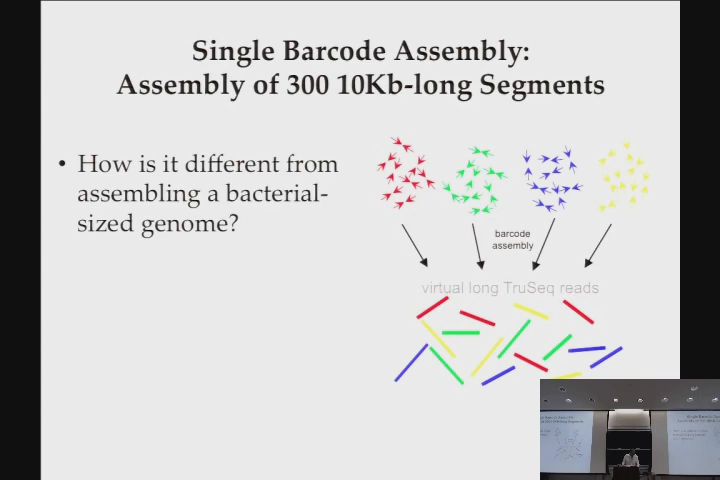 Single Barcode Assembly:
Assembly of 300 10Kb-long Segments
• How is it different from
assembling a bacterial-
sized genome?
barcode
assembly
virtual long TruSeq reads